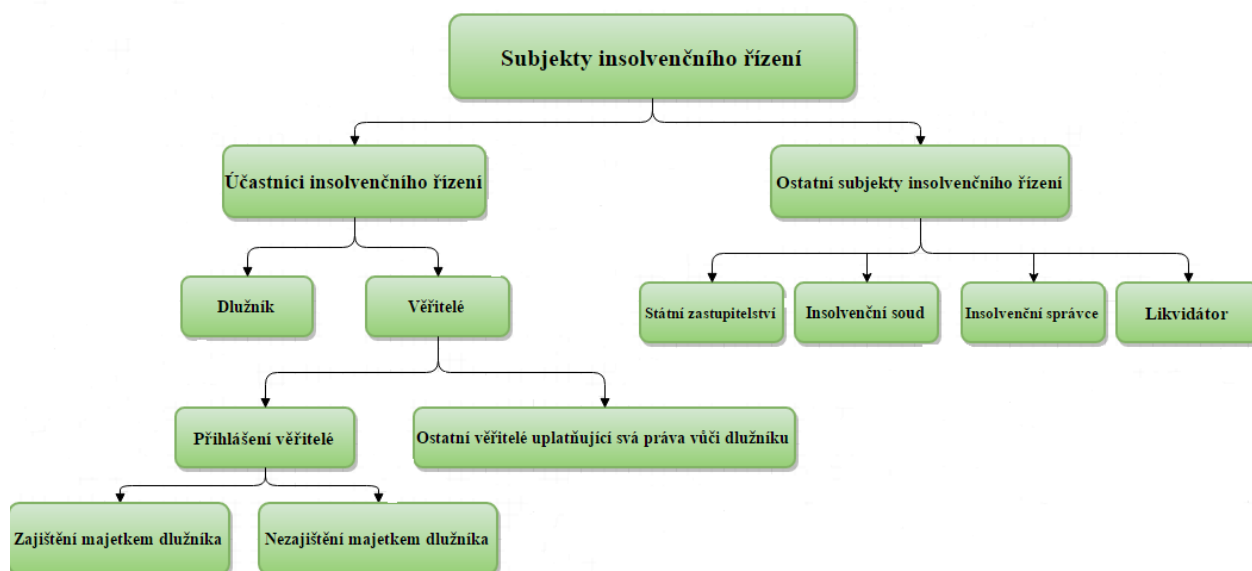 Subjekty insolvenčního řízení
Účastníci insolvenčního řízení
Ostatní subjekty insolvenčního řízení
Dlužník
Věřitelé
Státní zastupitelství
Insolvenční soud
Insolvenční správce
Likvidátor
Přihlášení věřitelé
Ostatní věřitelé uplatňující svá práva vůči dlužníku
Zajištění majetkem dlužníka
Nezajištění majetkem dlužníka